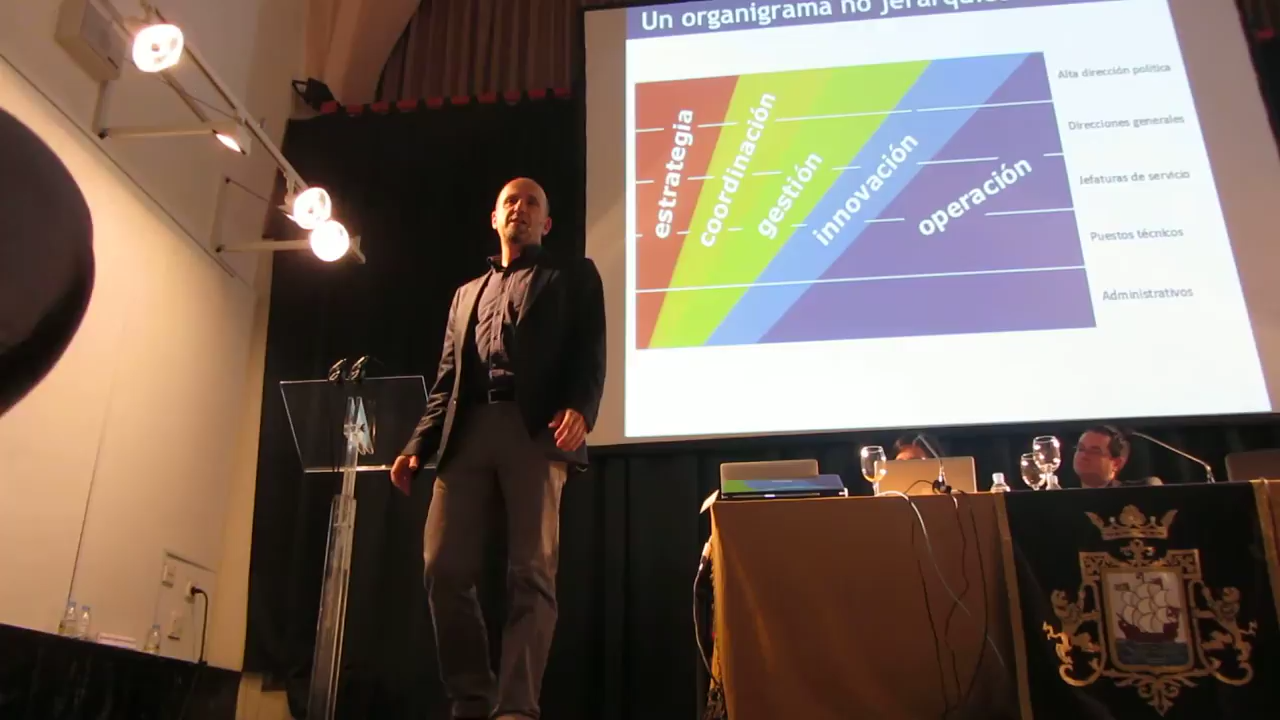 Un organigrama no
estrategia
coordinación
gestión
innovación
operación
Alta dirección política
Direcciones generales
Jefaturas de servicio
Puestos técnicos
Administrativos